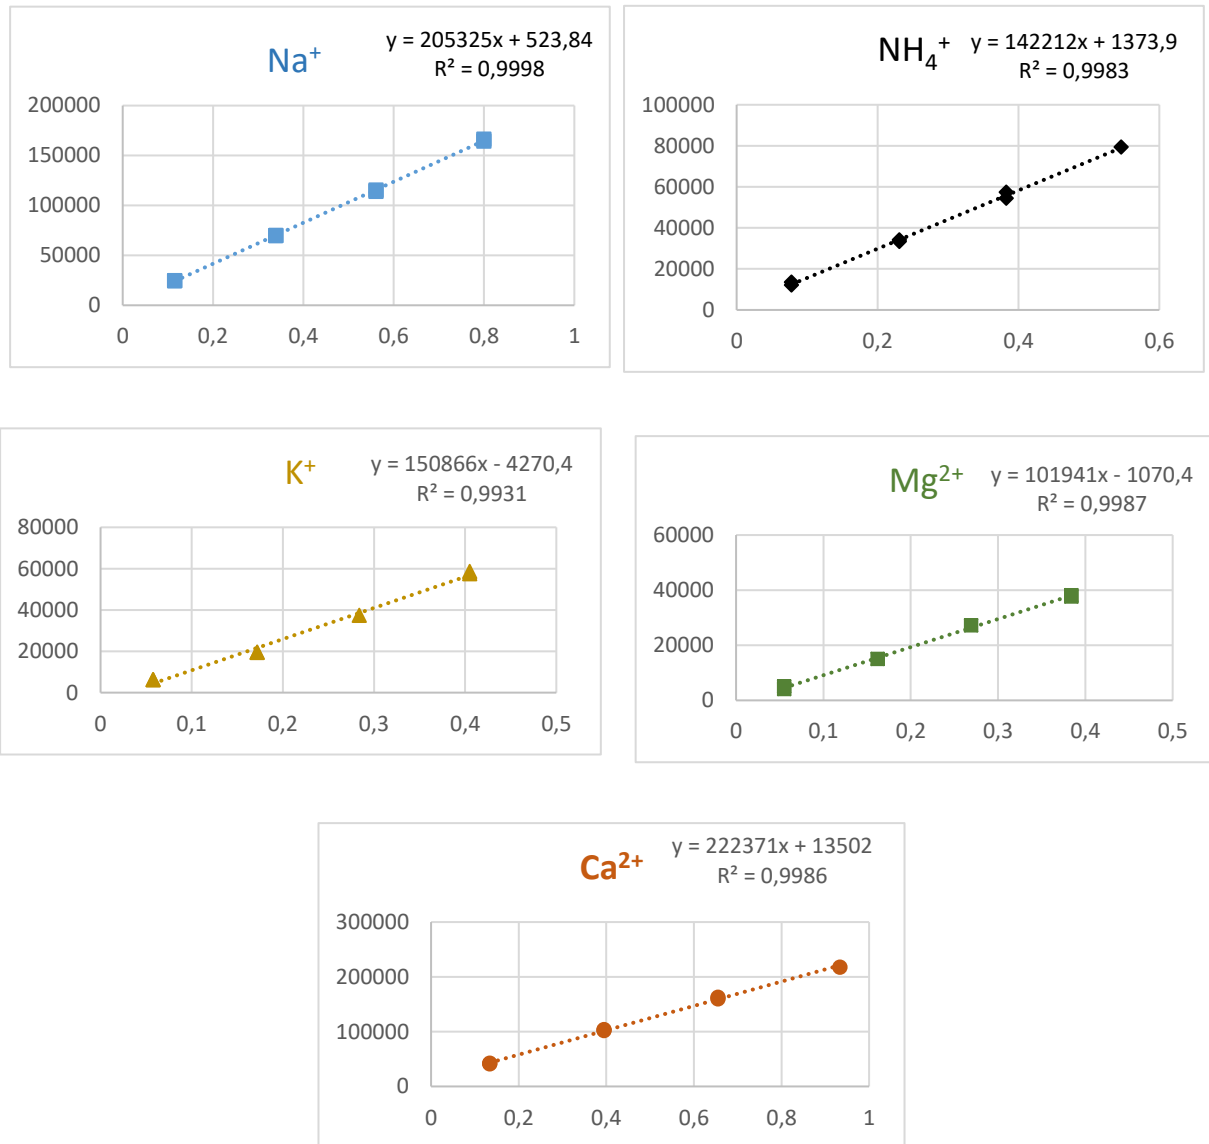 Na⁺
y = 205325x + 523,84
R² = 0,9998
200000
150000
100000
50000
0
0 0,2 0,4 0,6 0,8 1
NH₄⁺
y = 142212x + 1373,9
R² = 0,9983
100000
80000
60000
40000
20000
0
0 0,2 0,4 0,6
K⁺
y = 150866x - 4270,4
R² = 0,9931
80000
60000
40000
20000
0
0 0,1 0,2 0,3 0,4 0,5
Mg²⁺
y = 101941x - 1070,4
R² = 0,9987
60000
40000
20000
0
0 0,1 0,2 0,3 0,4 0,5
Ca²⁺
y = 222371x + 13502
R² = 0,9986
300000
200000
100000
0
0 0,2 0,4 0,6 0,8 1